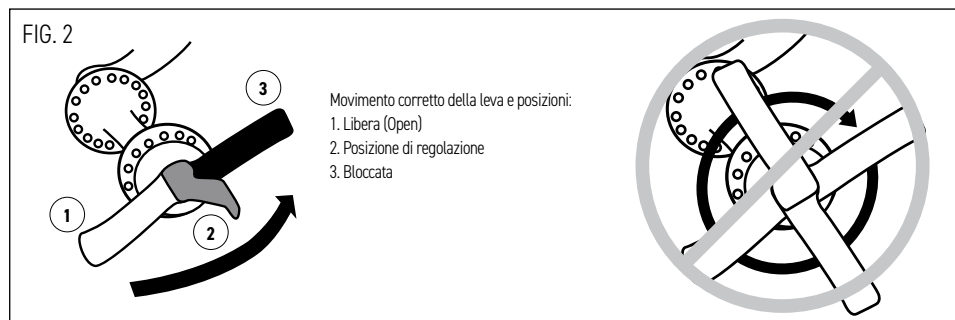 FIG. 2
3
Movimento corretto della leva e posizioni:
1. Libera (Open)
2. Posizione di regolazione
3. Bloccata
1
2